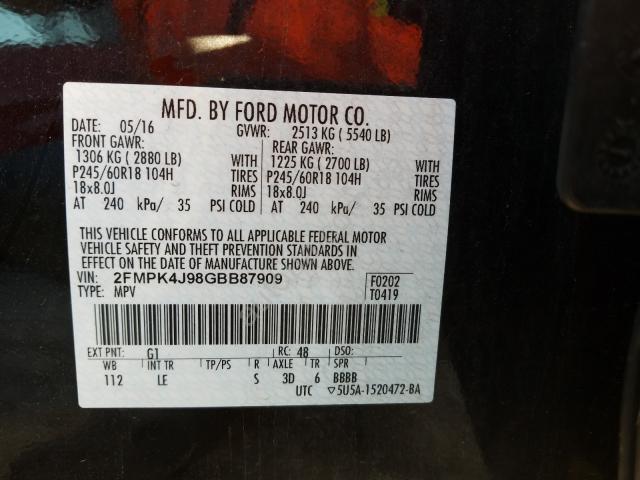 MFD. BY FORD MOTOR CO.
DATE: 05/16 GVWR: 2513 KG ( 5540 LB)
FRONT GAWR: REAR GAWR:
1306 KG ( 2880 LB) WITH 1225 KG ( 2700 LB) WITH
P245/60R18 104H TIRES P245/60R18 104H TIRES
18x8.0J RIMS 18x8.0J RIMS
AT 240 kPa/ 35 PSI COLD AT 240 kPa/ 35 PSI COLD
THIS VEHICLE CONFORMS TO ALL APPLICABLE FEDERAL MOTOR
VEHICLE SAFETY AND THEFT PREVENTION STANDARDS IN
EFFECT ON THE DATE OF MANUFACTURE SHOWN ABOVE.
VIN: 2FMPK4J98GBB87909 F0202
TYPE: MPV T0419
EXT PNT: G1 RC: 48 DSO:
WB INT TR TP/PS R AXLE TR SPR
112 LE S 3D 6 BBBB
UTC ▽5U5A-1520472-BA